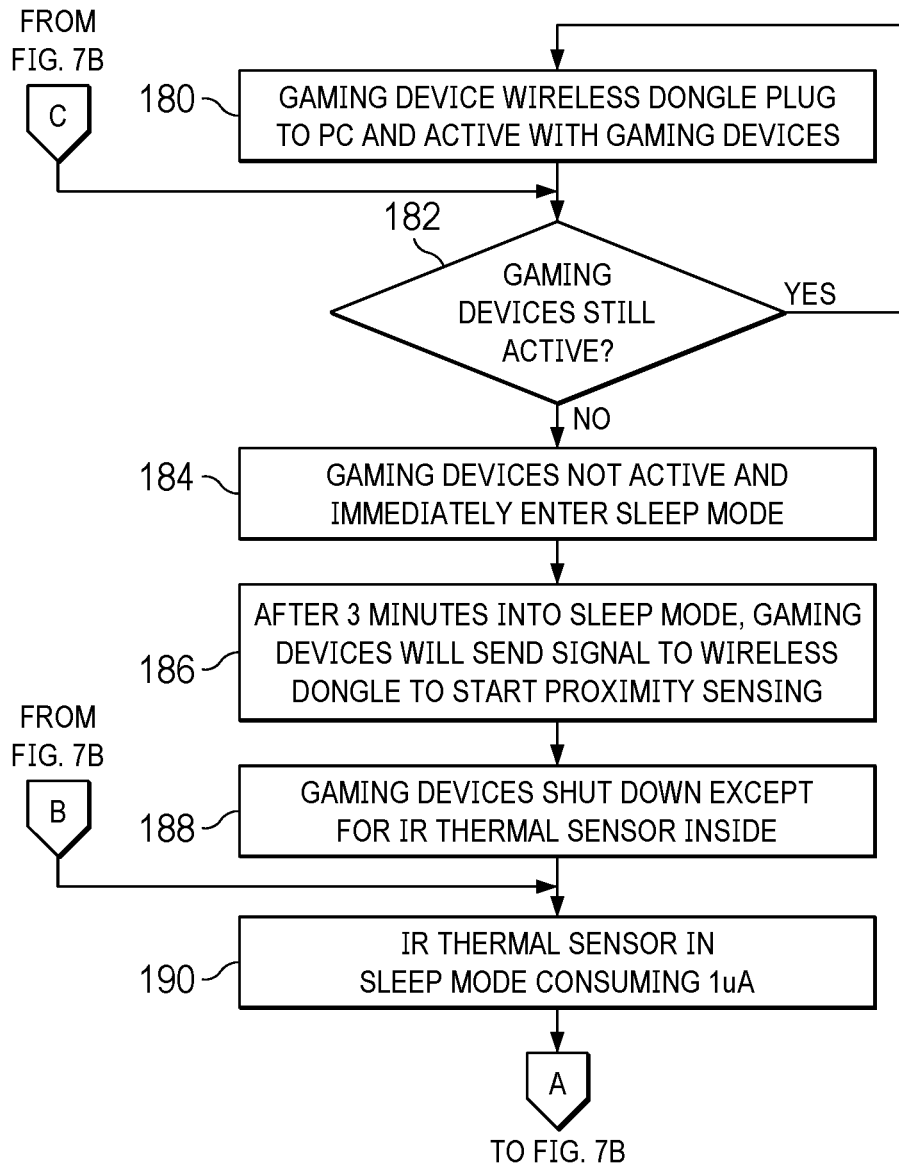 FROM
FIG. 7B
C
180
GAMING DEVICE WIRELESS DONGLE PLUG
TO PC AND ACTIVE WITH GAMING DEVICES
182
GAMING
DEVICES STILL
ACTIVE?
YES
NO
184
GAMING DEVICES NOT ACTIVE AND
IMMEDIATELY ENTER SLEEP MODE
186
AFTER 3 MINUTES INTO SLEEP MODE, GAMING
DEVICES WILL SEND SIGNAL TO WIRELESS
DONGLE TO START PROXIMITY SENSING
FROM
FIG. 7B
B
188
GAMING DEVICES SHUT DOWN EXCEPT
FOR IR THERMAL SENSOR INSIDE
190
IR THERMAL SENSOR IN
SLEEP MODE CONSUMING 1uA
A
TO FIG. 7B